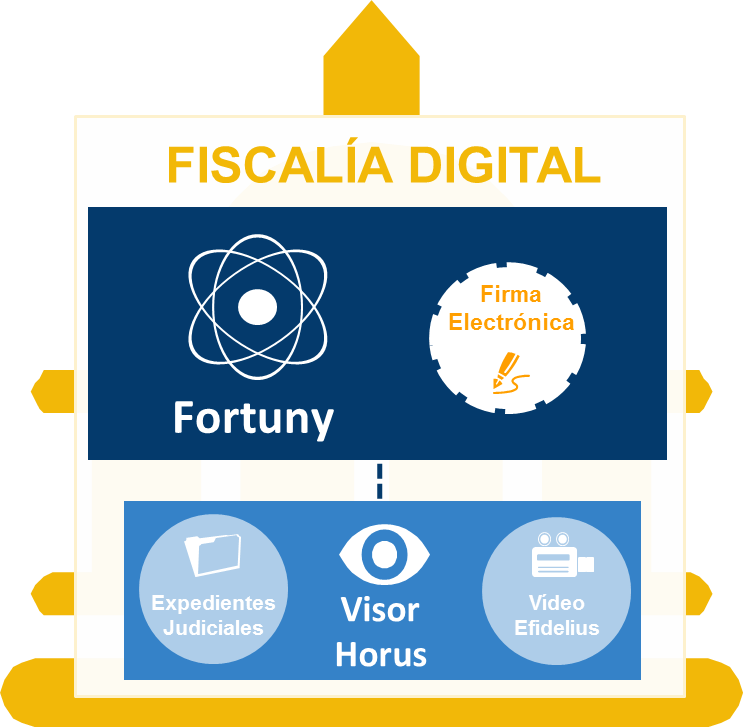 FISCALÍA DIGITAL
Firma
Electrónica
Fortuny
Expedientes
Judiciales
Visor
Horus
Video
Efidelius